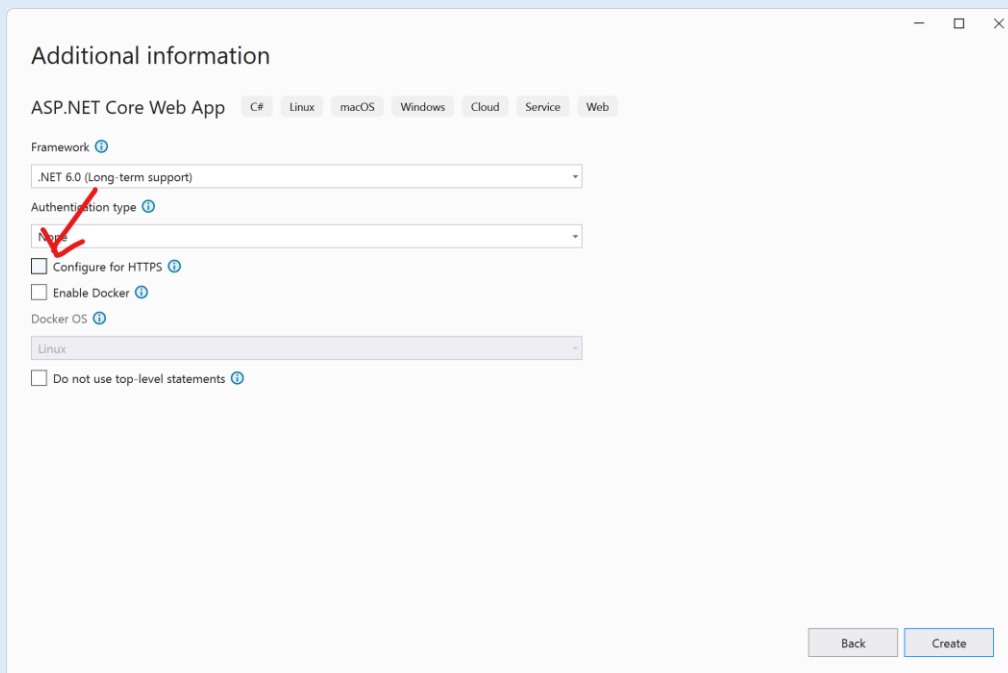 Additional information
ASP.NET Core Web App C# Linux macOS Windows Cloud Service Web
Framework
.NET 6.0 (Long-term support)
Authentication type
None
Configure for HTTPS
Enable Docker
Docker OS
Linux
Do not use top-level statements
Back Create